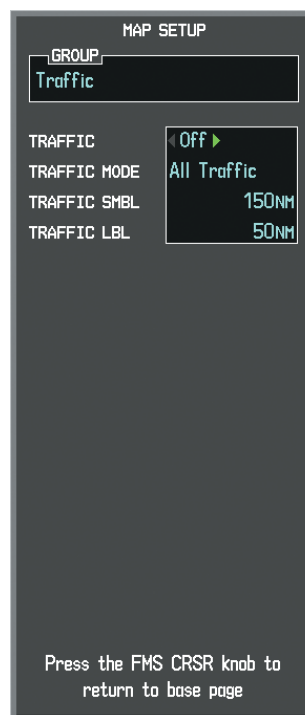 MAP SETUP
GROUP
Traffic
TRAFFIC Off
TRAFFIC MODE All Traffic
TRAFFIC SMBL 150NM
TRAFFIC LBL 50NM
Press the FMS CRSR knob to
return to base page